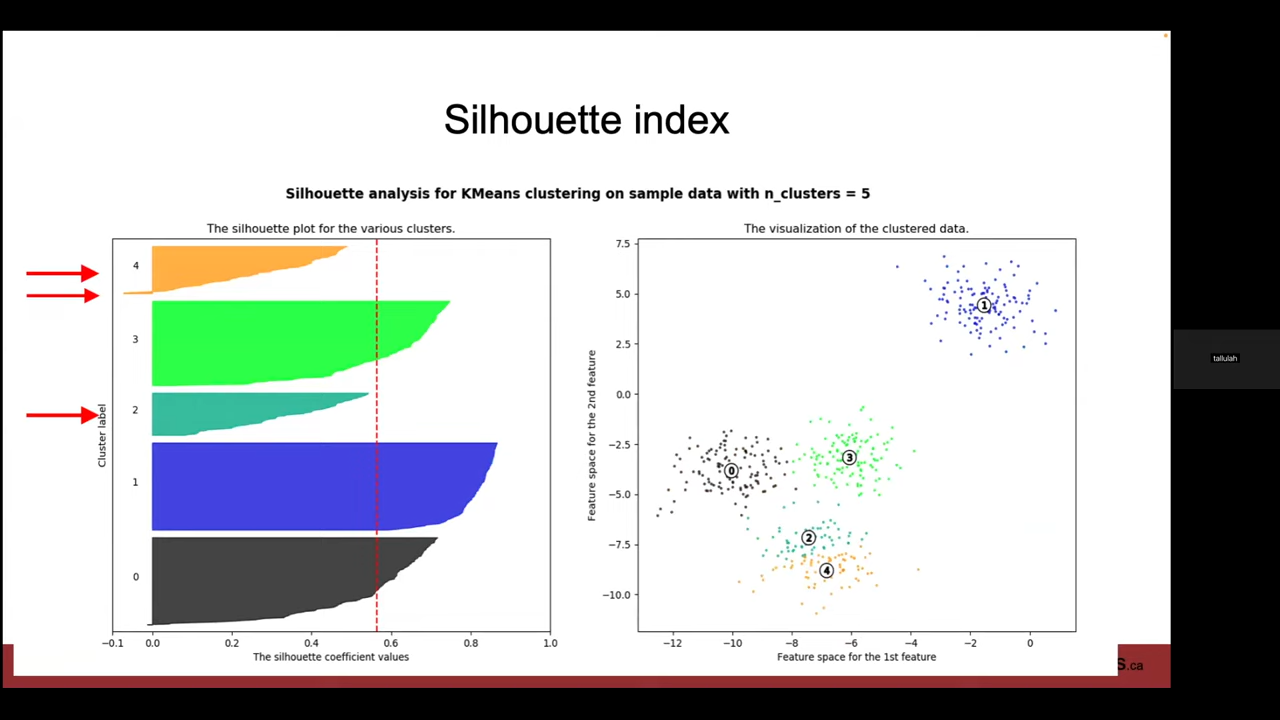 Silhouette index
Silhouette analysis for KMeans clustering on sample data with n_clusters = 5
The silhouette plot for the various clusters.
4
3
2
1
0
Cluster label
−0.1 0.0 0.2 0.4 0.6 0.8 1.0
The silhouette coefficient values
The visualization of the clustered data.
7.5
5.0
2.5
0.0
−2.5
−5.0
−7.5
−10.0
Feature space for the 2nd feature
1
0
3
2
4
−12 −10 −8 −6 −4 −2 0
Feature space for the 1st feature
tallulah
s.ca